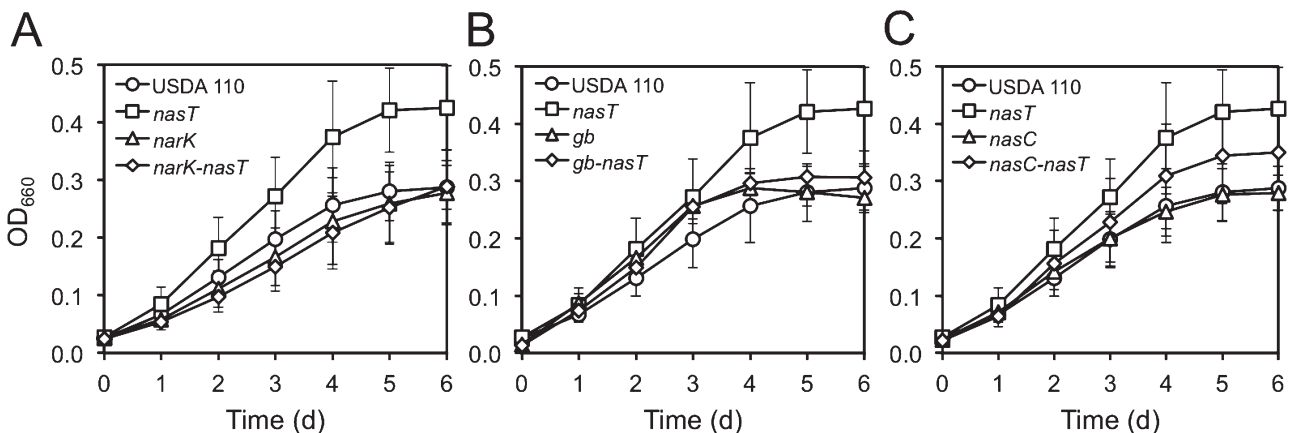 A
B
C
USDA 110
nasT
narK
narK-nasT
USDA 110
nasT
gb
gb-nasT
USDA 110
nasT
nasC
nasC-nasT
OD660
0.5
0.4
0.3
0.2
0.1
0.0
0.5
0.4
0.3
0.2
0.1
0.0
0.5
0.4
0.3
0.2
0.1
0.0
0 1 2 3 4 5 6
0 1 2 3 4 5 6
0 1 2 3 4 5 6
Time (d)
Time (d)
Time (d)